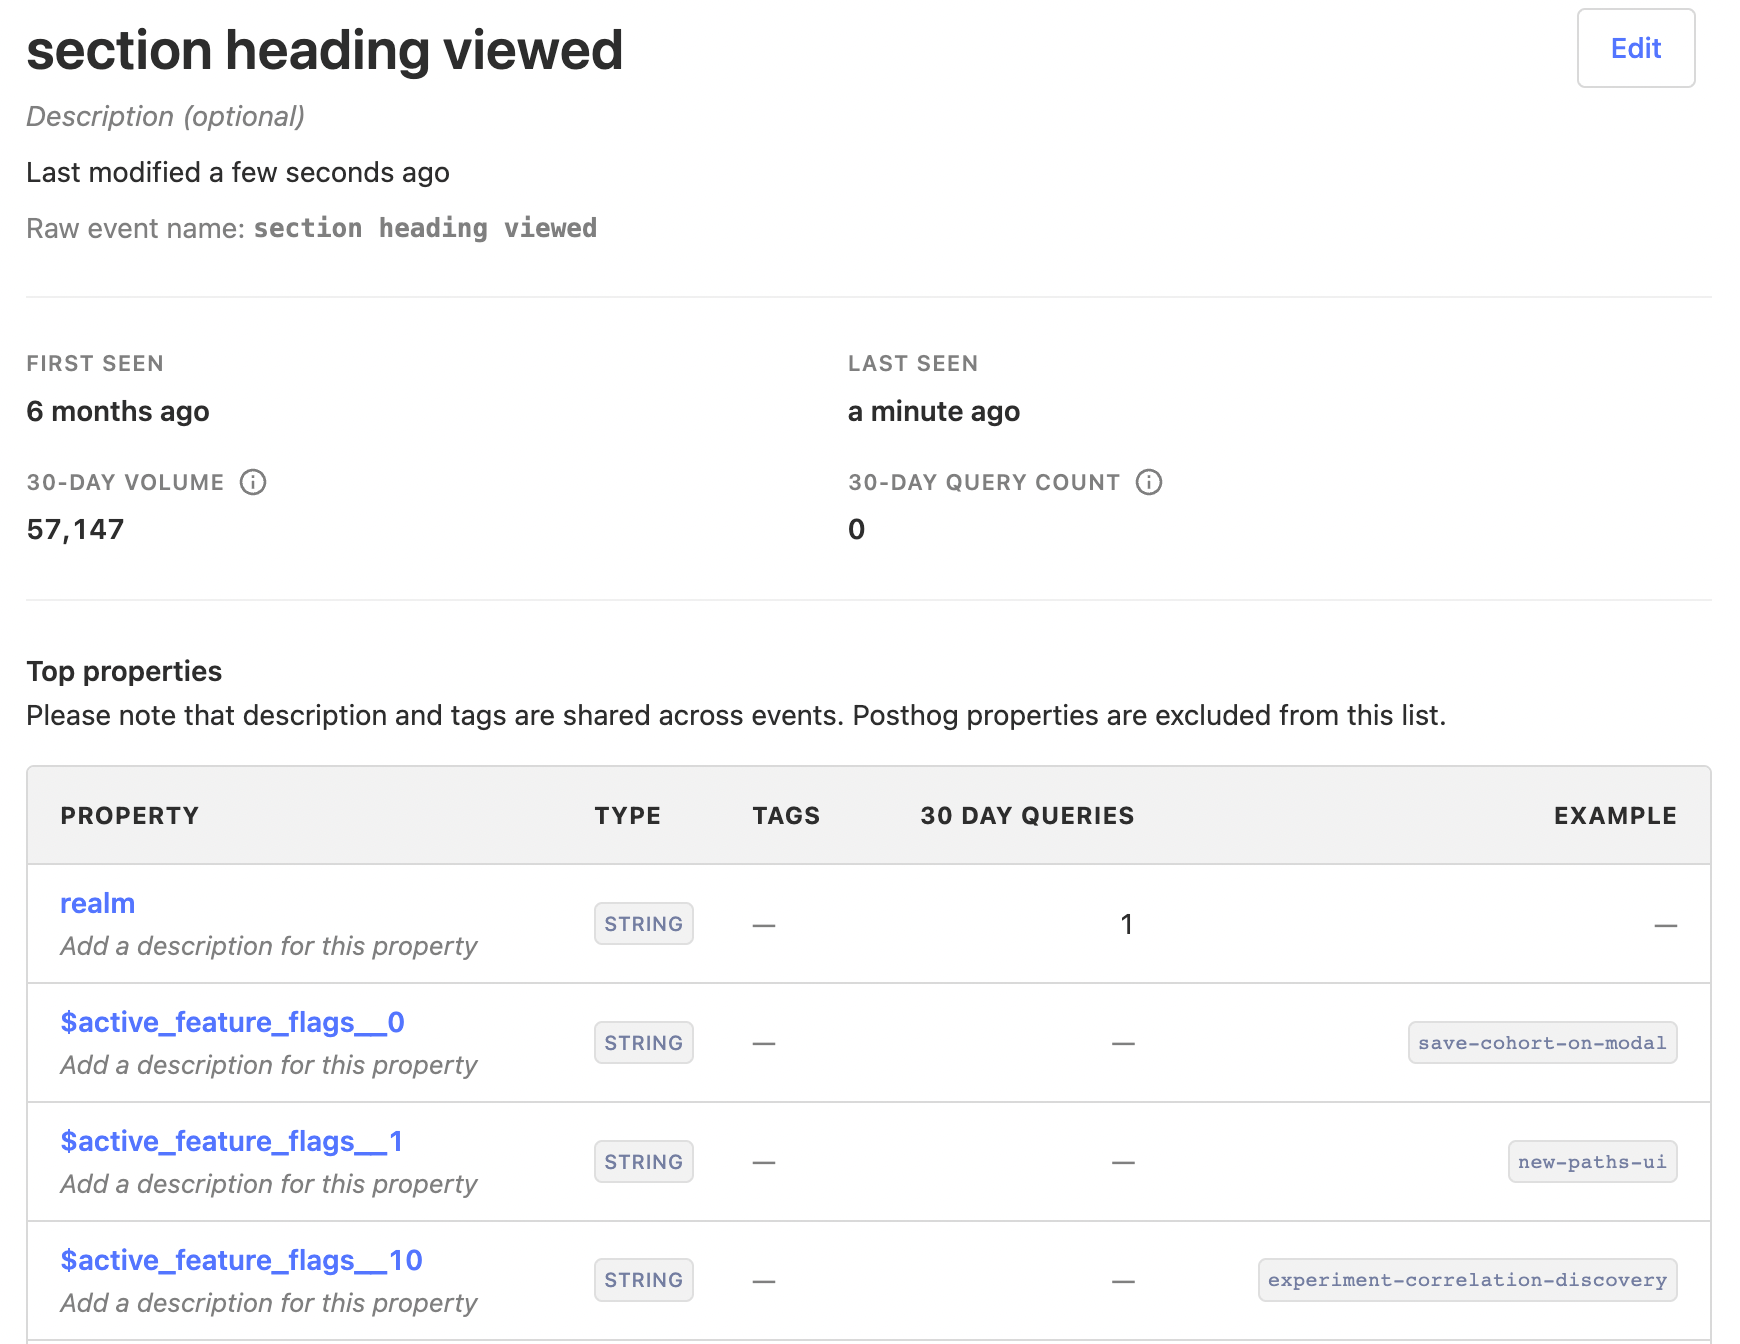 section heading viewed
Edit
Description (optional)
Last modified a few seconds ago
Raw event name: section heading viewed
FIRST SEEN
LAST SEEN
6 months ago
a minute ago
30-DAY VOLUME
30-DAY QUERY COUNT
57,147
0
Top properties
Please note that description and tags are shared across events. Posthog properties are excluded from this list.
PROPERTY TYPE TAGS 30 DAY QUERIES EXAMPLE
realm
Add a description for this property
STRING — 1 —
$active_feature_flags__0
Add a description for this property
STRING — — save-cohort-on-modal
$active_feature_flags__1
Add a description for this property
STRING — — new-paths-ui
$active_feature_flags__10
Add a description for this property
STRING — — experiment-correlation-discovery